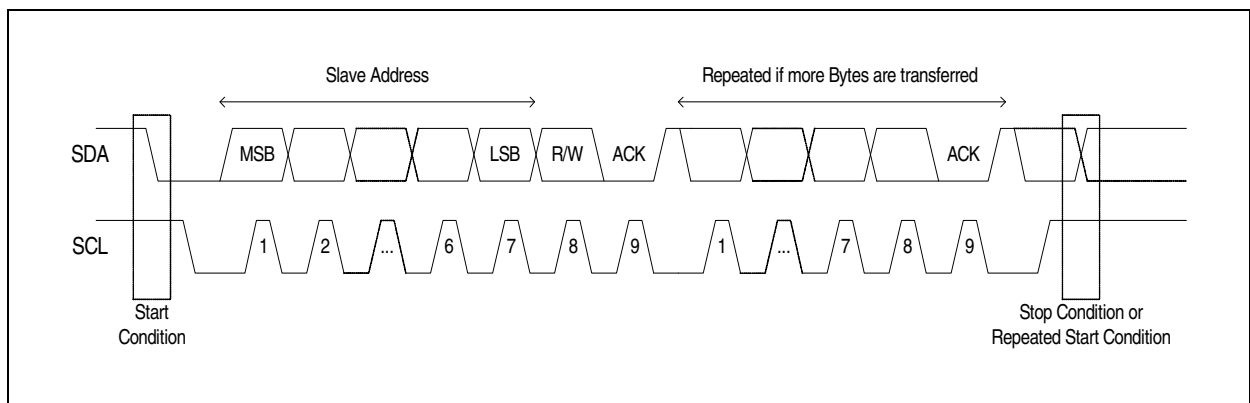 Slave Address
Repeated if more Bytes are transferred
SDA
MSB
LSB
R/W
ACK
ACK
SCL
1
2
...
6
7
8
9
1
...
7
8
9
Start
Condition
Stop Condition or
Repeated Start Condition